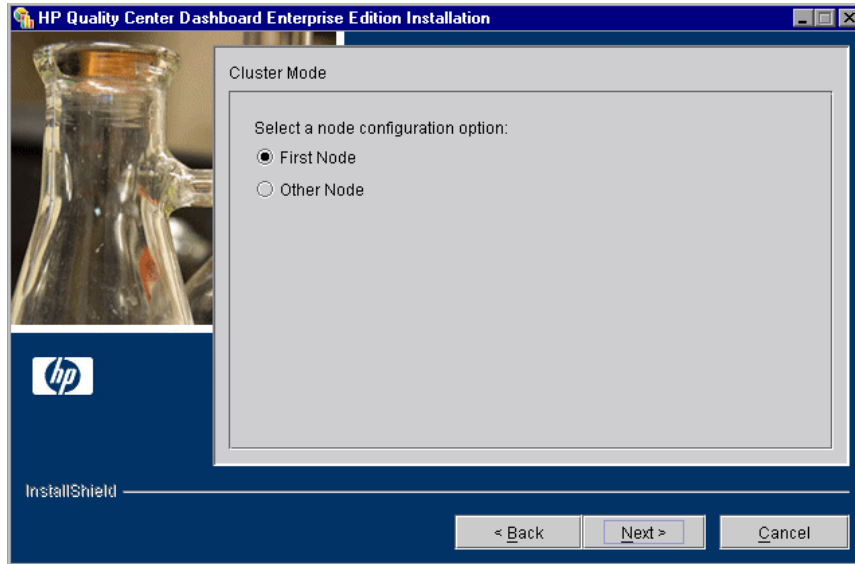 HP Quality Center Dashboard Enterprise Edition Installation
Cluster Mode
Select a node configuration option:
First Node
Other Node
hp
InstallShield
< Back
Next >
Cancel